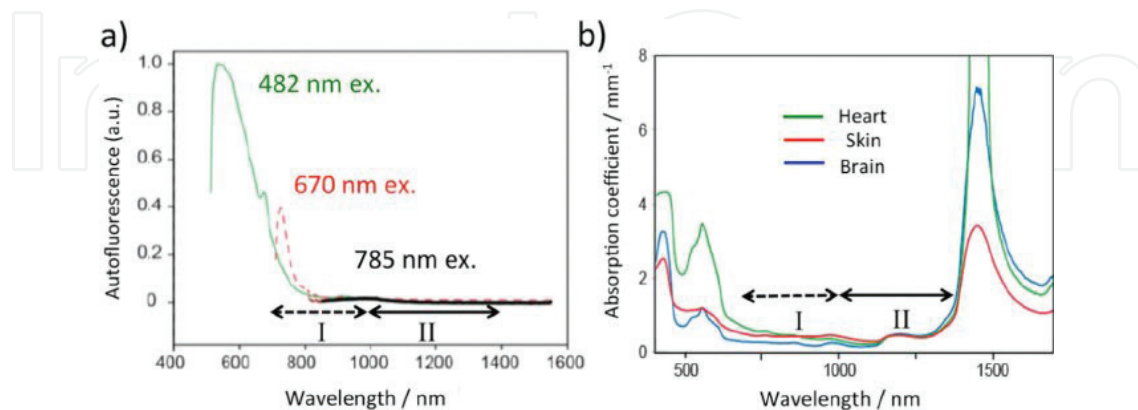 a)
Autofluorescence (a.u.)
1.0
0.8
0.6
0.4
0.2
0
482 nm ex.
670 nm ex.
785 nm ex.
I
II
400 600 800 1000 1200 1400 1600
Wavelength / nm
b)
Absorption coefficient / mm⁻¹
8
6
4
2
0
Heart
Skin
Brain
I
II
500 1000 1500
Wavelength / nm